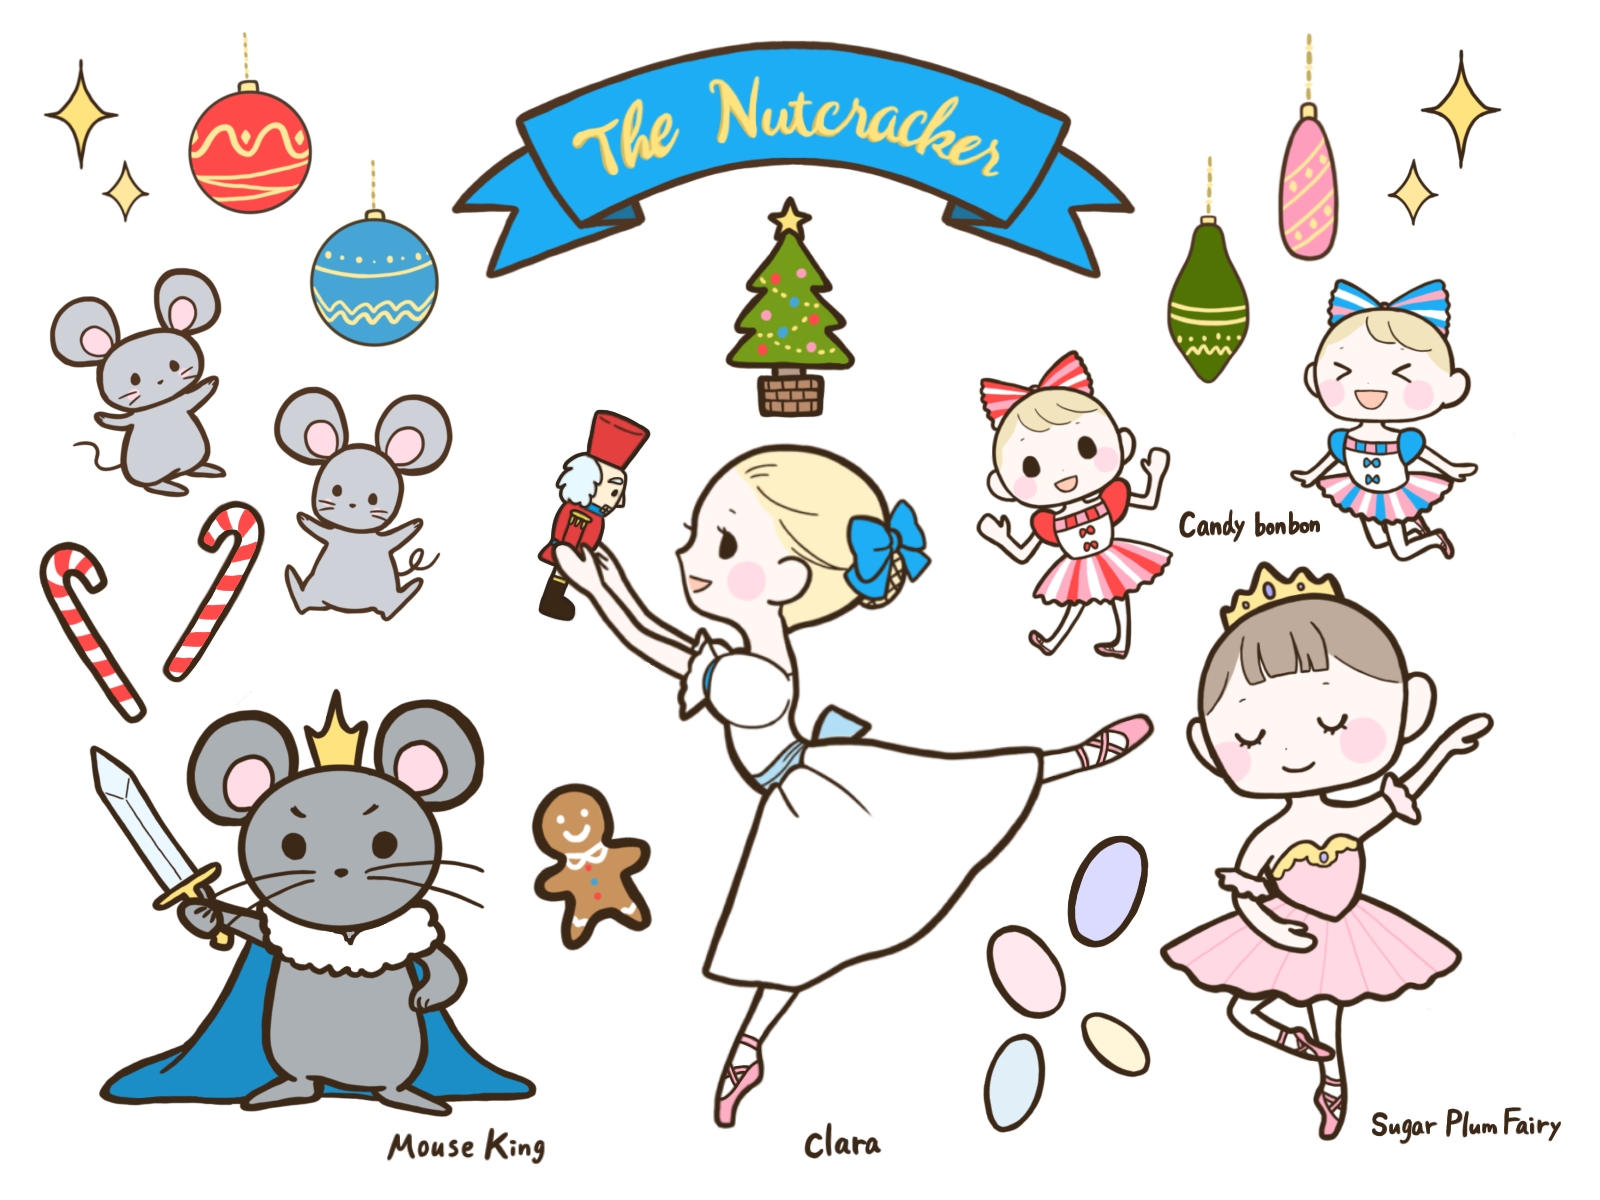 The Nutcracker
Candy bonbon
Mouse King
Clara
Sugar Plum Fairy